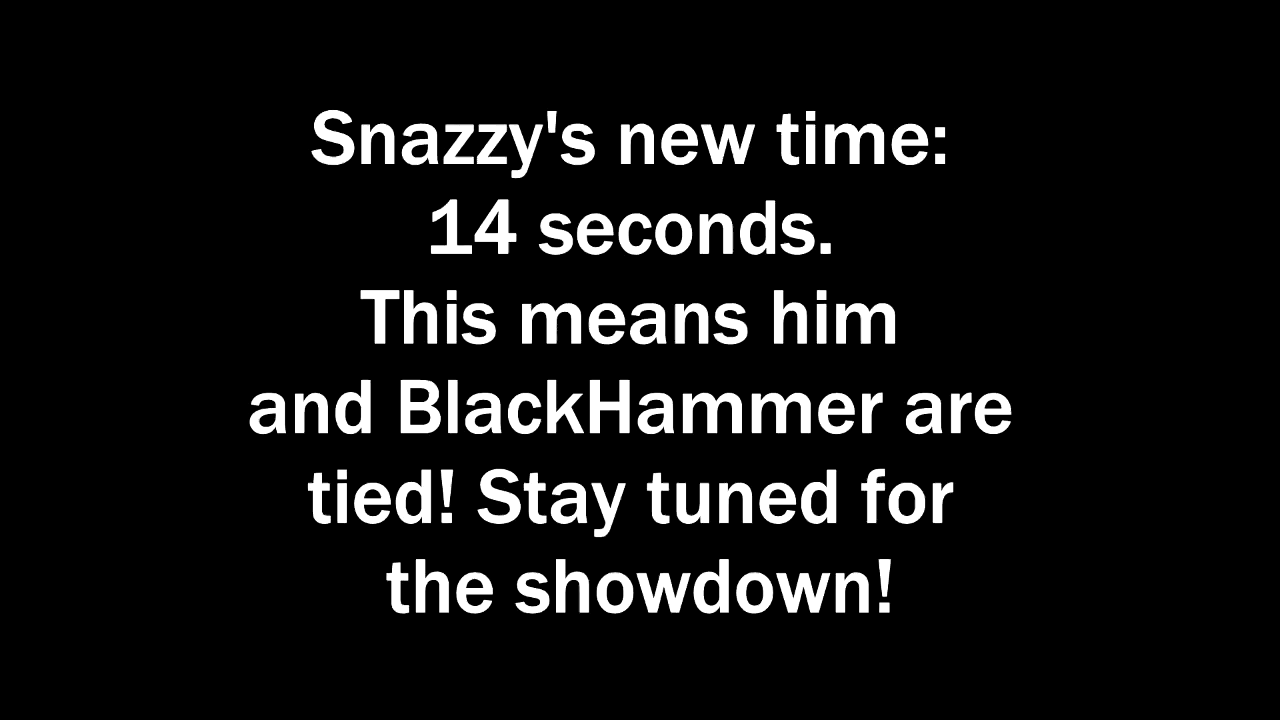 Snazzy's new time:
14 seconds.
This means him
and BlackHammer are
tied! Stay tuned for
the showdown!